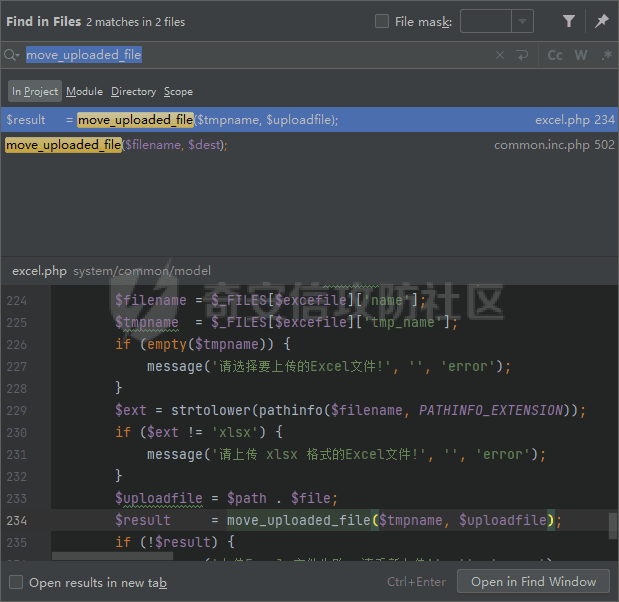 Find in Files 2 matches in 2 files File mask:
move_uploaded_file Cc W .*
In Project Module Directory Scope
$result = move_uploaded_file($tmpname, $uploadfile); excel.php 234
move_uploaded_file($filename, $dest); common.inc.php 502
excel.php system/common/model
奇安信攻防社区
224 $filename = $_FILES[$excefile]['name'];
225 $tmpname = $_FILES[$excefile]['tmp_name'];
226 if (empty($tmpname)) {
227 message('请选择要上传的Excel文件!', '', 'error');
228 }
229 $ext = strtolower(pathinfo($filename, PATHINFO_EXTENSION));
230 if ($ext != 'xlsx') {
231 message('请上传 xlsx 格式的Excel文件!', '', 'error');
232 }
233 $uploadfile = $path . $file;
234 $result = move_uploaded_file($tmpname, $uploadfile);
235 if (!$result) {
Open results in new tab Ctrl+Enter Open in Find Window